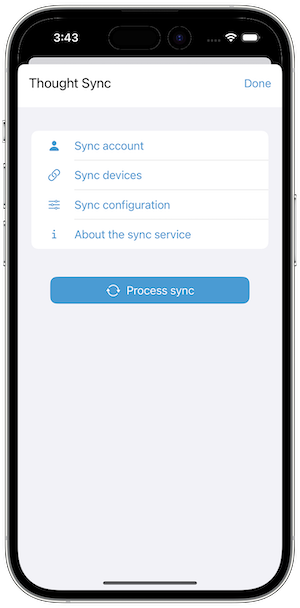 3:43
Thought Sync Done
Sync account
Sync devices
Sync configuration
About the sync service
Process sync